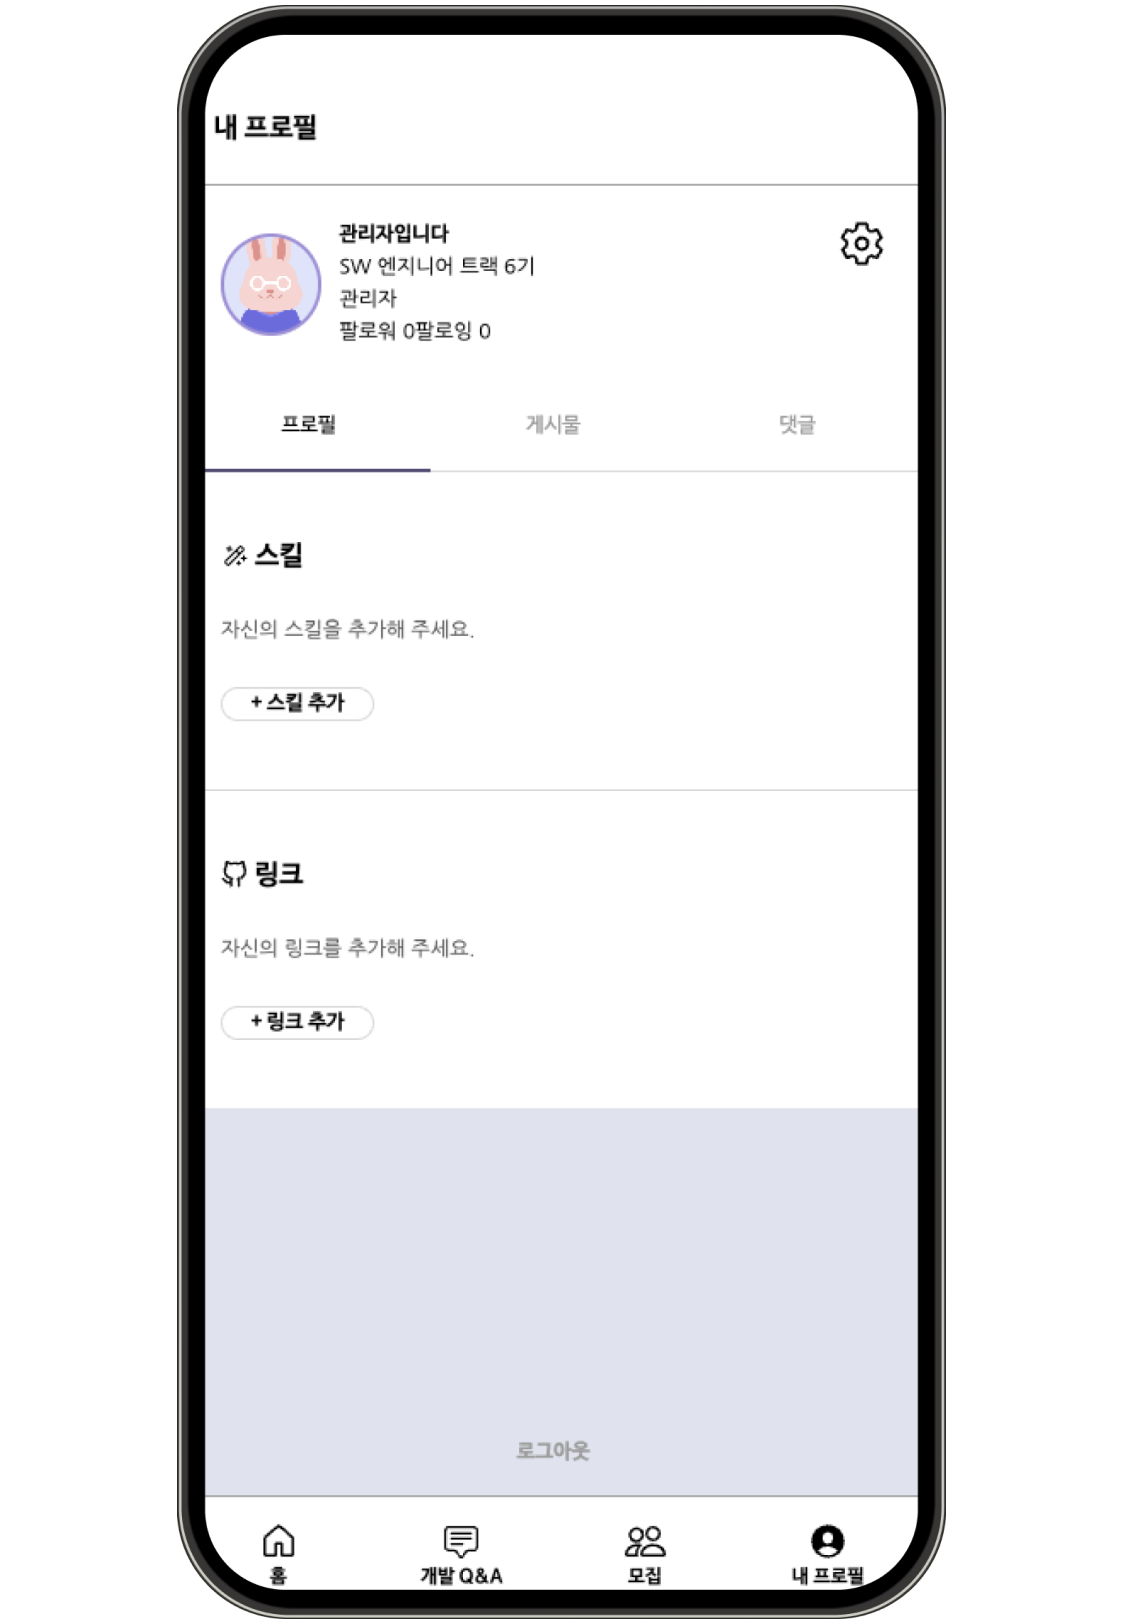 내 프로필
관리자입니다
SW 엔지니어 트랙 6기
관리자
팔로워 0팔로잉 0
프로필 게시물 댓글
스킬
자신의 스킬을 추가해 주세요.
+ 스킬 추가
링크
자신의 링크를 추가해 주세요.
+ 링크 추가
로그아웃
홈 개발 Q&A 모집 내 프로필